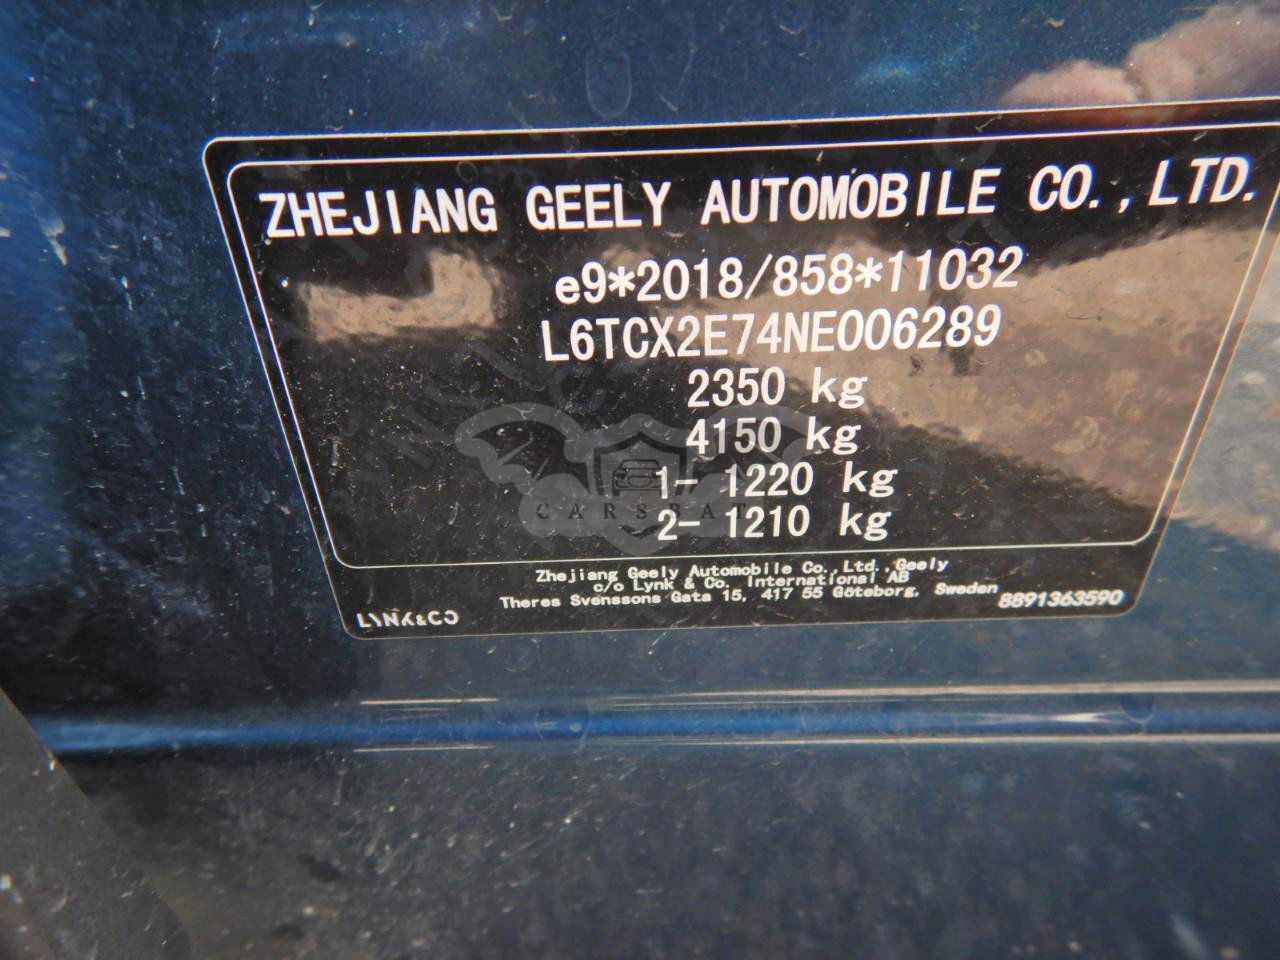 ZHEJIANG GEELY AUTOMOBILE CO.,LTD.
e9*2018/858*11032
L6TCX2E74NE006289
2350 kg
4150 kg
1- 1220 kg
2- 1210 kg
CARSBAT
Zhejiang Geely Automobile Co.,Ltd.,Geely
c/o Lynk & Co. International AB
Theres Svenssons Gata 15, 417 55 Göteborg, Sweden
8891363590
LYNK&CO